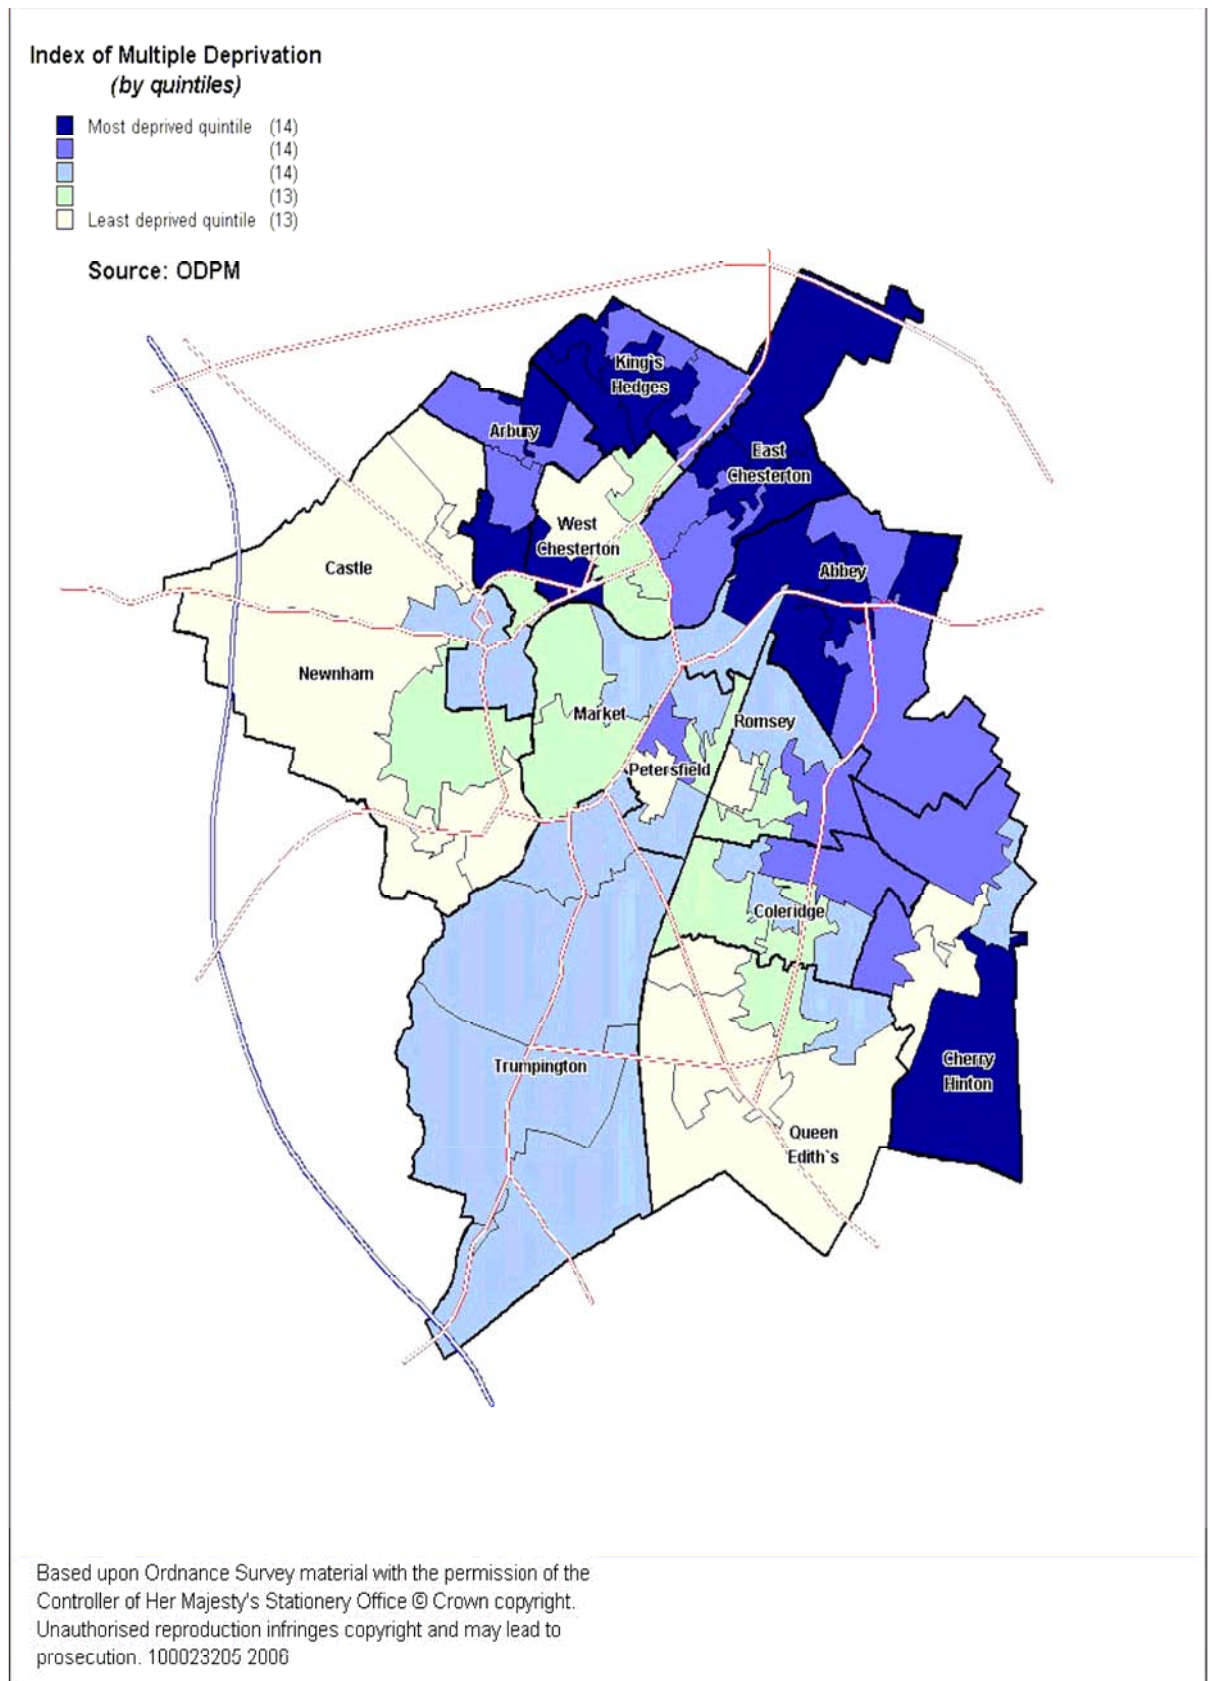 Index of Multiple Deprivation
(by quintiles)
Most deprived quintile (14)
(14)
(14)
(13)
Least deprived quintile (13)
Source: ODPM
King`s
Hedges
Arbury
East
Chesterton
West
Chesterton
Castle
Abbey
Newnham
Market
Romsey
Petersfield
Coleridge
Trumpington
Cherry
Hinton
Queen
Edith`s
Based upon Ordnance Survey material with the permission of the
Controller of Her Majesty's Stationery Office © Crown copyright.
Unauthorised reproduction infringes copyright and may lead to
prosecution. 100023205 2006